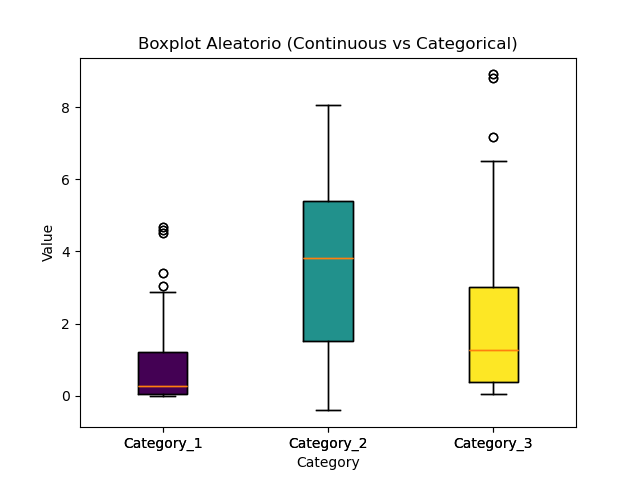 Boxplot Aleatorio (Continuous vs Categorical)
8
6
4
2
0
Value
Category_1 Category_2 Category_3
Category